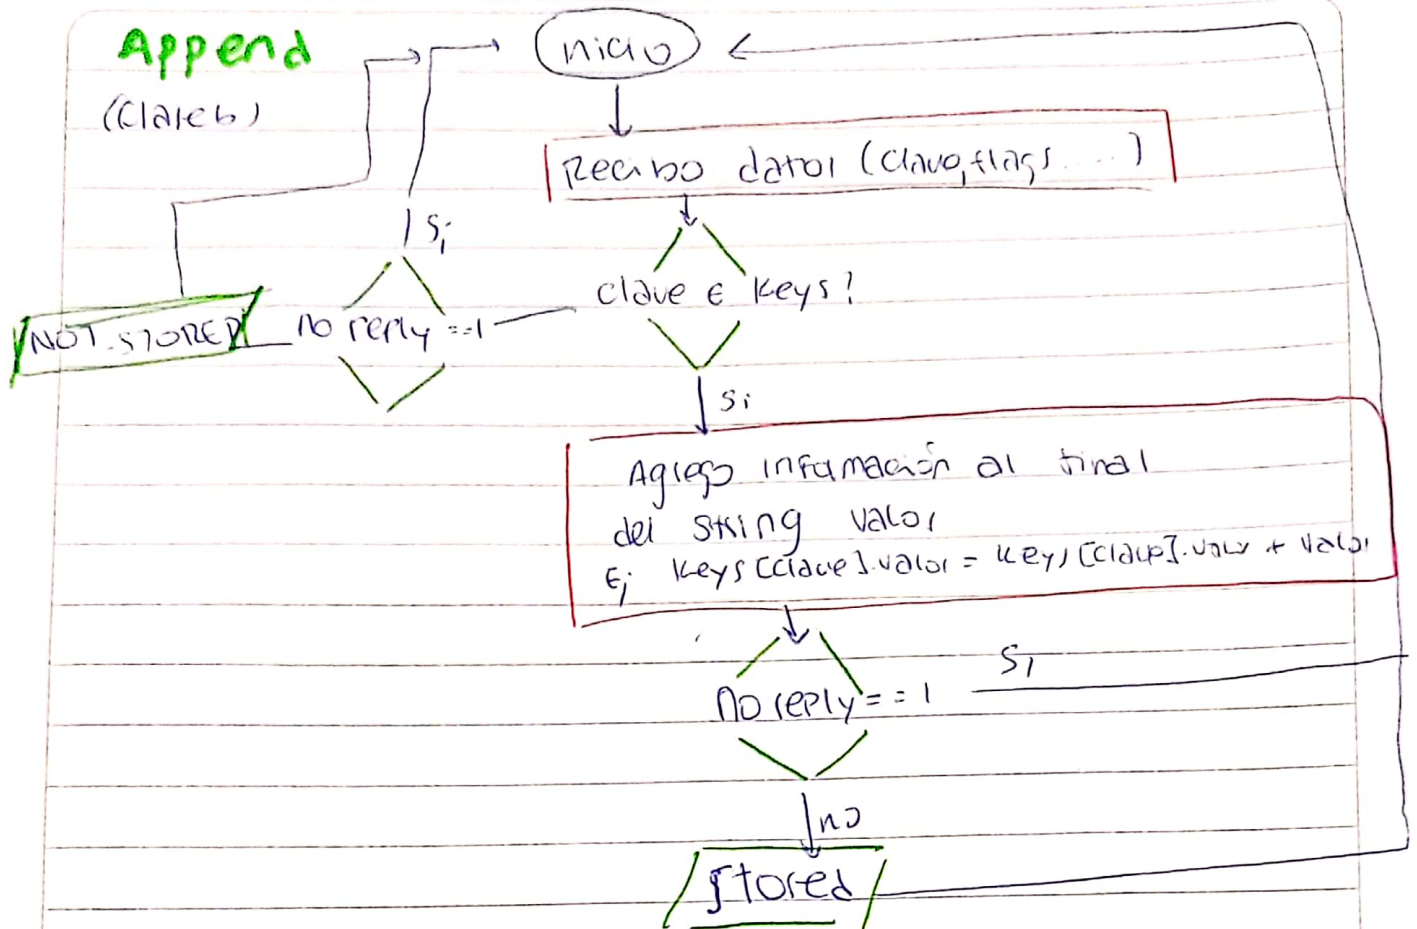 Append
Inicio
Recibo datos (clave, flags ....)
Si
clave ∈ Keys?
NOT-STORED
no reply ==1
Si
Agrego información al final
del string valor
Ej Keys[clave].valor = Keys[clave].valor + valor
Si
no reply == 1
no
Stored